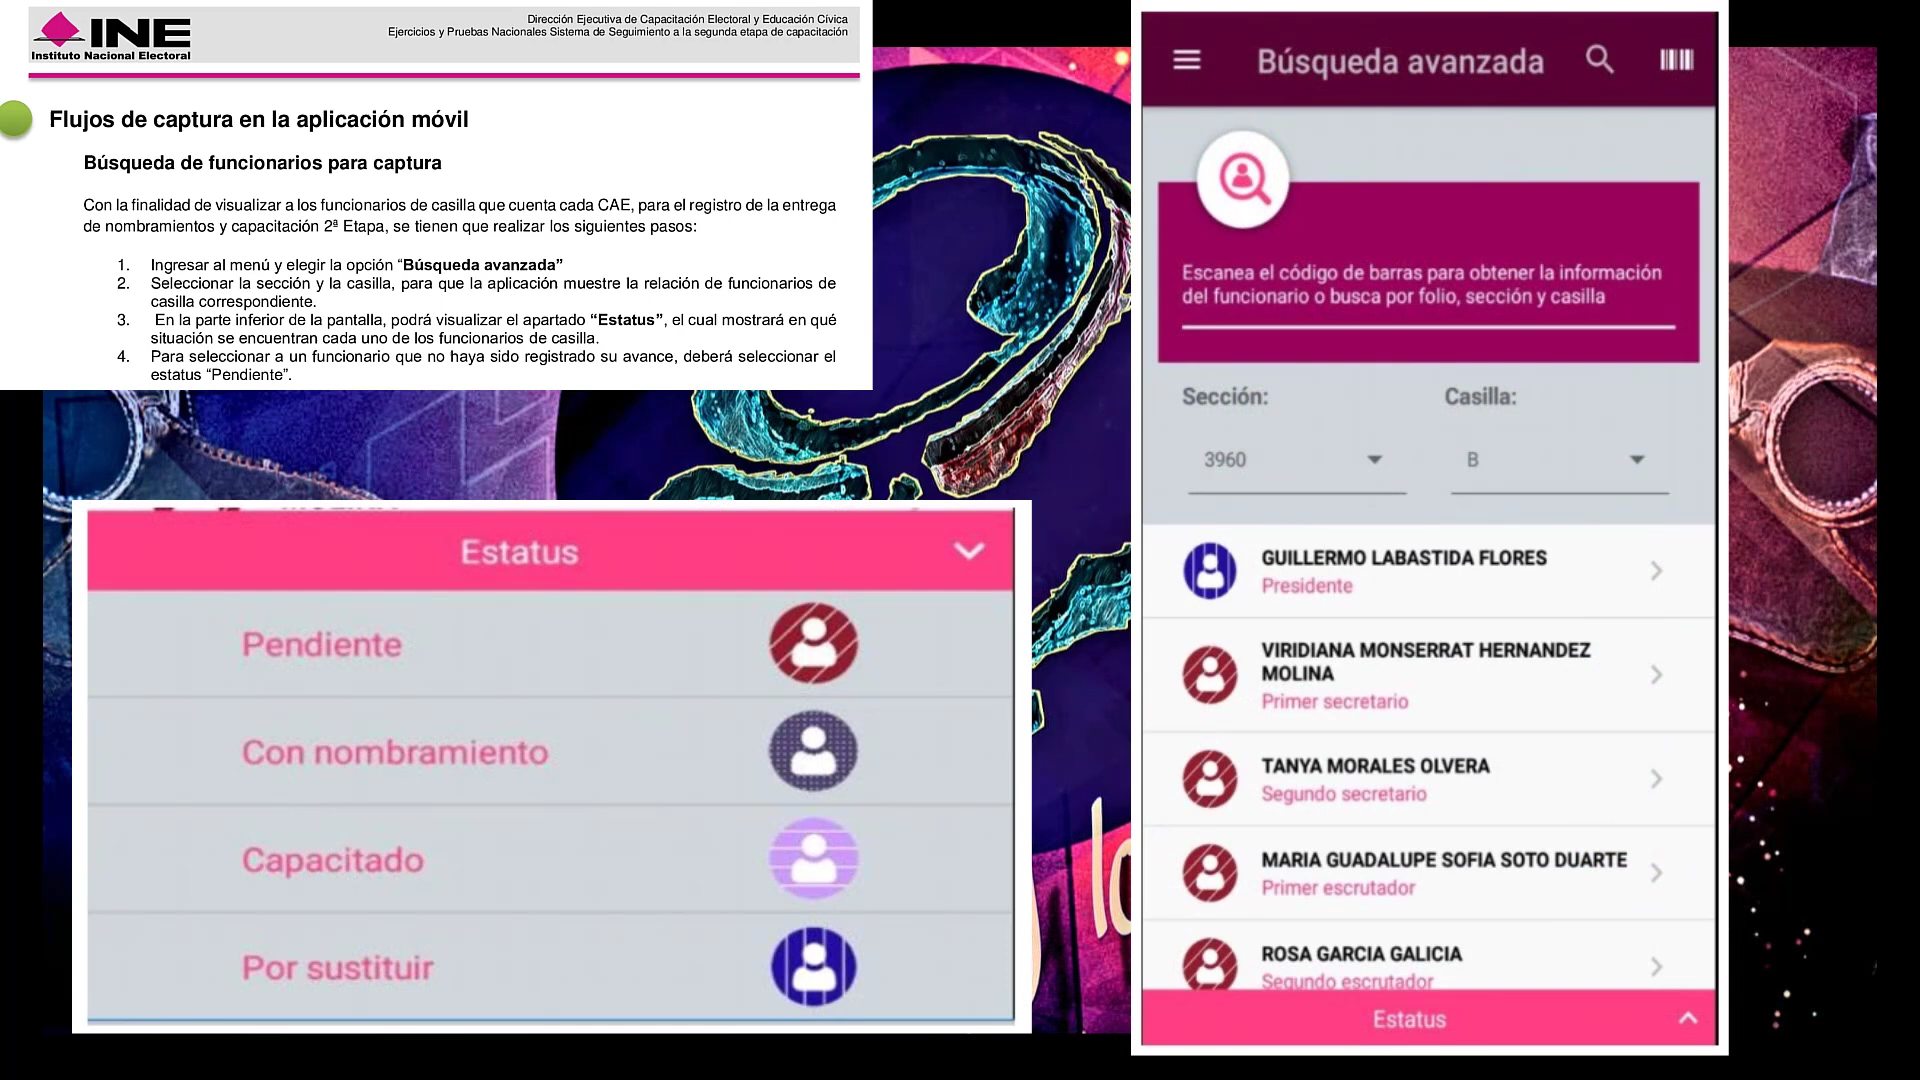 INE
Instituto Nacional Electoral
Dirección Ejecutiva de Capacitación Electoral y Educación Cívica
Ejercicios y Pruebas Nacionales Sistema de Seguimiento a la segunda etapa de capacitación
Flujos de captura en la aplicación móvil
Búsqueda de funcionarios para captura
Con la finalidad de visualizar a los funcionarios de casilla que cuenta cada CAE, para el registro de la entrega
de nombramientos y capacitación 2ª Etapa, se tienen que realizar los siguientes pasos:
1. Ingresar al menú y elegir la opción “Búsqueda avanzada”
2. Seleccionar la sección y la casilla, para que la aplicación muestre la relación de funcionarios de
casilla correspondiente.
3. En la parte inferior de la pantalla, podrá visualizar el apartado “Estatus”, el cual mostrará en qué
situación se encuentran cada uno de los funcionarios de casilla.
4. Para seleccionar a un funcionario que no haya sido registrado su avance, deberá seleccionar el
estatus “Pendiente”.
Estatus
Pendiente
Con nombramiento
Capacitado
Por sustituir
Búsqueda avanzada
Escanea el código de barras para obtener la información
del funcionario o busca por folio, sección y casilla
Sección: Casilla:
3960 B
GUILLERMO LABASTIDA FLORES
Presidente
VIRIDIANA MONSERRAT HERNANDEZ
MOLINA
Primer secretario
TANYA MORALES OLVERA
Segundo secretario
MARIA GUADALUPE SOFIA SOTO DUARTE
Primer escrutador
ROSA GARCIA GALICIA
Segundo escrutador
Estatus